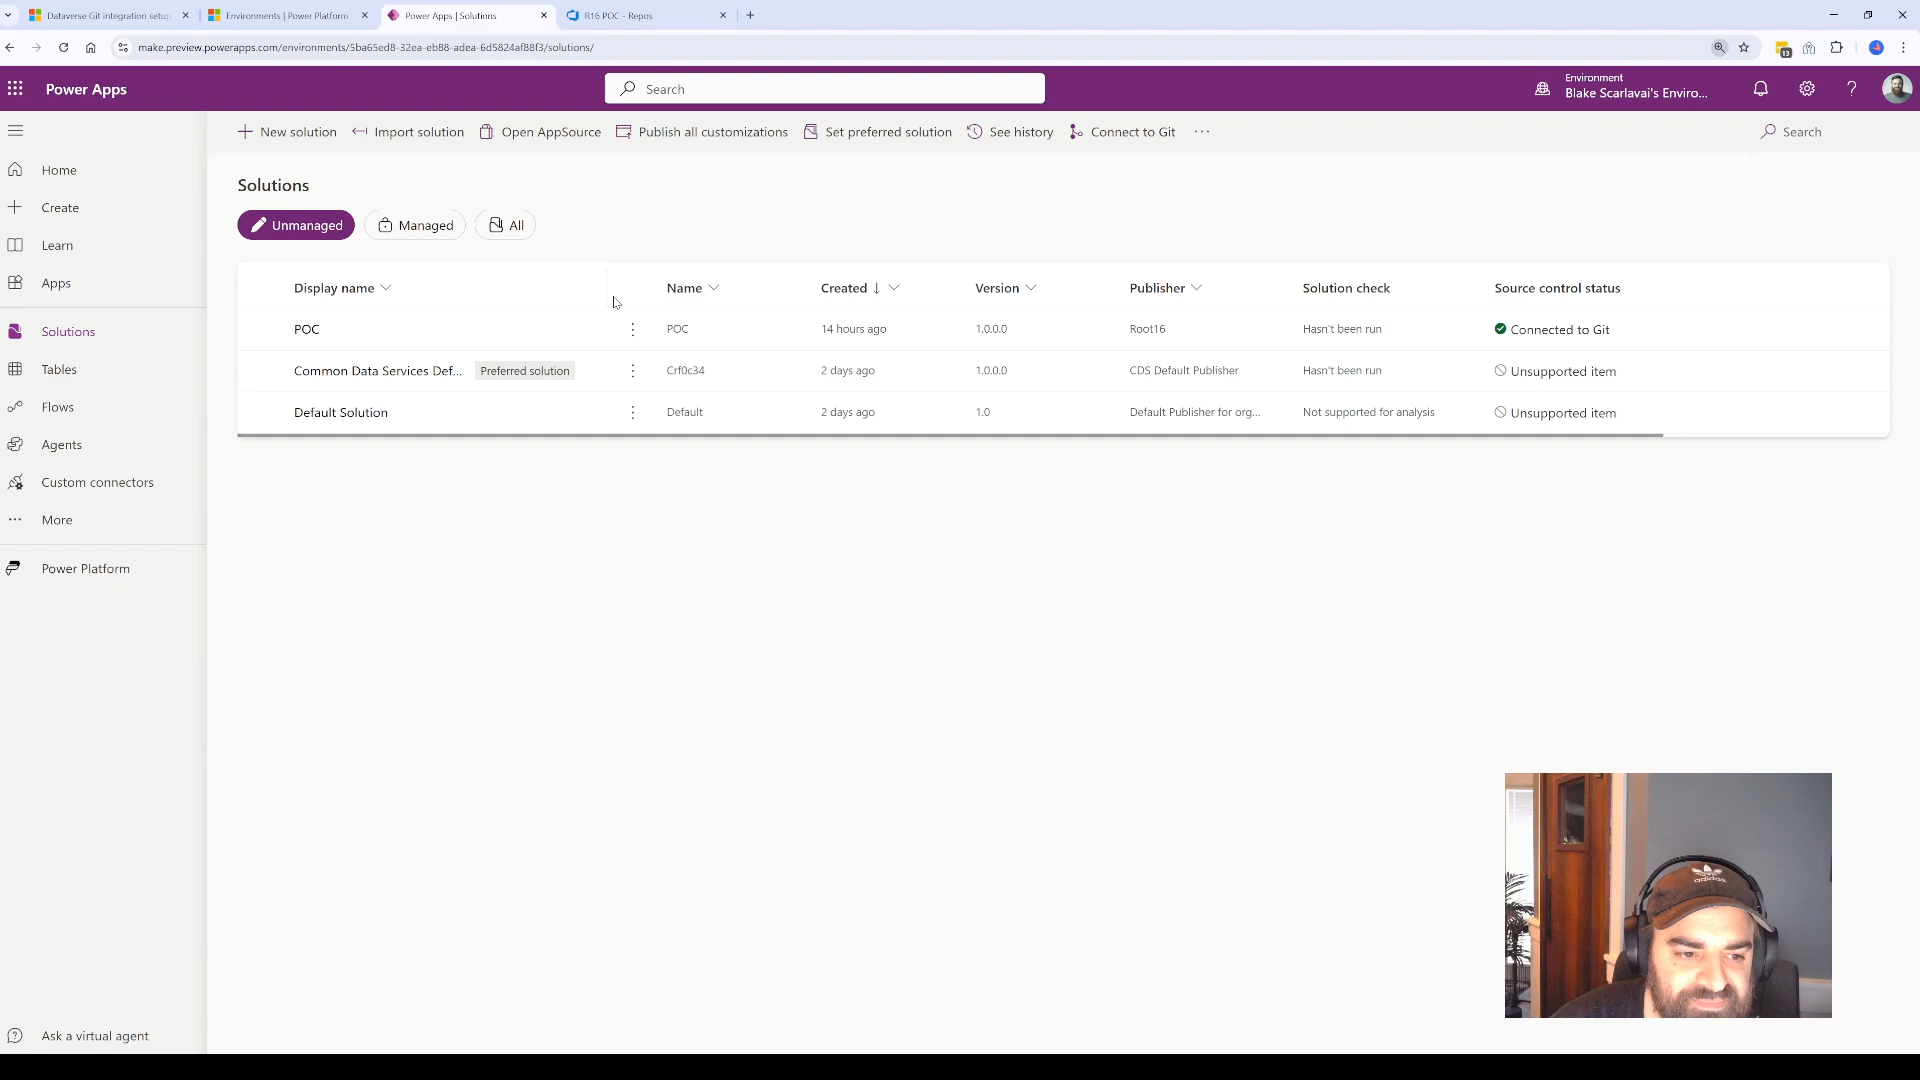 Dataverse Git integration setup
Environments | Power Platform
Power Apps | Solutions
R16 POC - Repos
make.preview.powerapps.com/environments/5ba65ed8-32ea-eb88-adea-6d5824af88f3/solutions/
13
Power Apps
Search
Environment
Blake Scarlavai's Enviro...
New solution
Import solution
Open AppSource
Publish all customizations
Set preferred solution
See history
Connect to Git
Search
Home
Create
Learn
Apps
Solutions
Tables
Flows
Agents
Custom connectors
More
Power Platform
Ask a virtual agent
Solutions
Unmanaged
Managed
All
Display name Name Created Version Publisher Solution check Source control status
POC POC 14 hours ago 1.0.0.0 Root16 Hasn't been run Connected to Git
Common Data Services Def... Preferred solution Crf0c34 2 days ago 1.0.0.0 CDS Default Publisher Hasn't been run Unsupported item
Default Solution Default 2 days ago 1.0 Default Publisher for org... Not supported for analysis Unsupported item
adidas